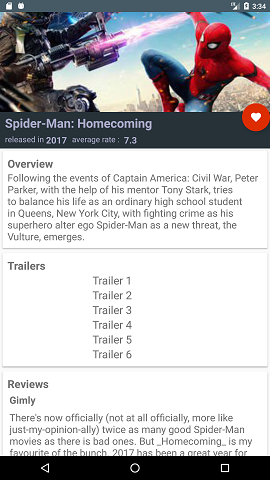 3:34
Spider-Man: Homecoming
released in 2017 average rate : 7.3
Overview
Following the events of Captain America: Civil War, Peter
Parker, with the help of his mentor Tony Stark, tries
to balance his life as an ordinary high school student
in Queens, New York City, with fighting crime as his
superhero alter ego Spider-Man as a new threat, the
Vulture, emerges.
Trailers
Trailer 1
Trailer 2
Trailer 3
Trailer 4
Trailer 5
Trailer 6
Reviews
Gimly
There's now officially (not at all officially, more like
just-my-opinion-ally) twice as many good Spider-Man
movies as there is bad ones. But _Homecoming_ is my
favourite of the bunch. 2017 has been a great year for